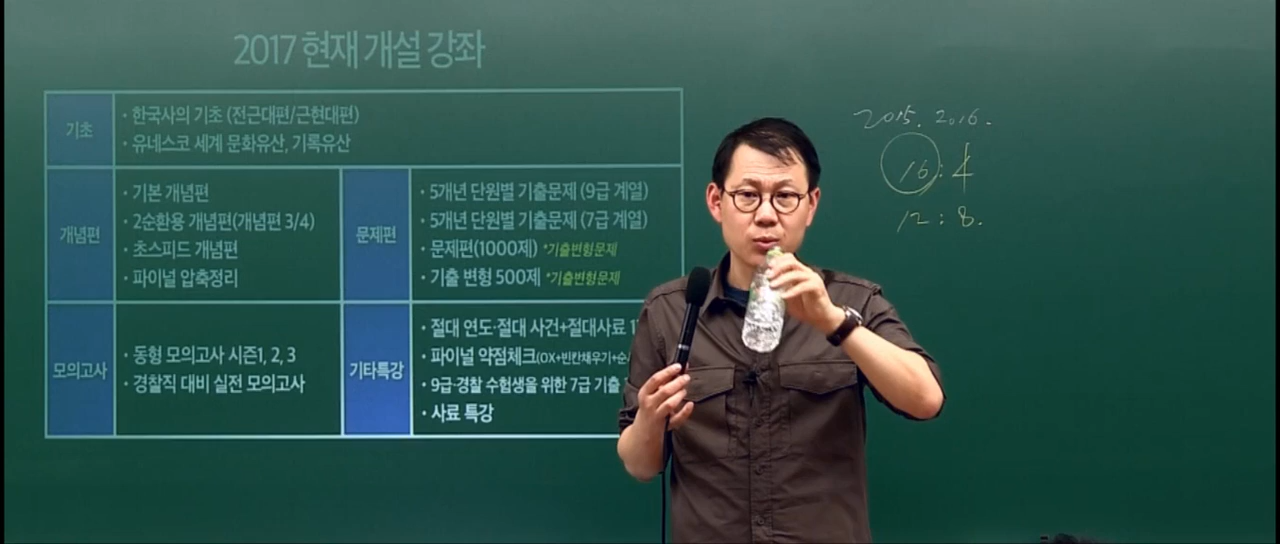 2017 현재 개설 강좌
기초
· 한국사의 기초 (전근대편/근현대편)
· 유네스코 세계 문화유산, 기록유산
개념편
· 기본 개념편
· 2순환용 개념편(개념편 3/4)
· 초스피드 개념편
· 파이널 압축정리
문제편
· 5개년 단원별 기출문제 (9급 계열)
· 5개년 단원별 기출문제 (7급 계열)
· 문제편(1000제) *기출변형문제
· 기출 변형 500제 *기출변형문제
모의고사
· 동형 모의고사 시즌1, 2, 3
· 경찰직 대비 실전 모의고사
기타특강
· 절대 연도·절대 사건+절대사료 1
· 파이널 약점체크(OX+빈칸채우기+순
· 9급·경찰 수험생을 위한 7급 기출
· 사료 특강
2015. 2016.
16:4
12:8.